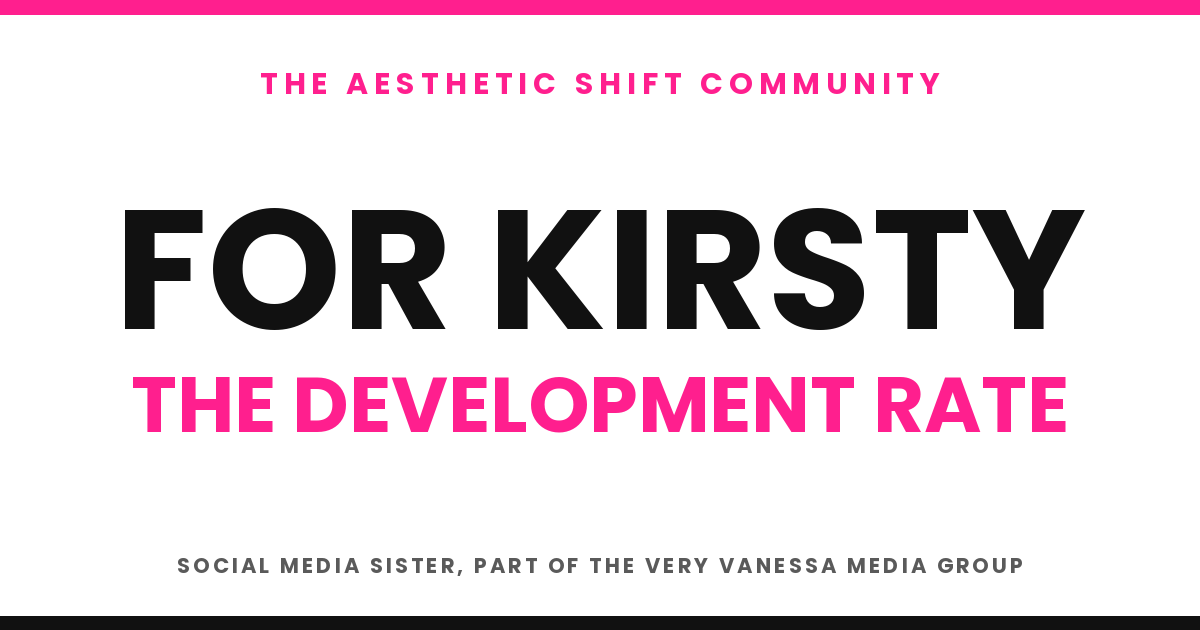 THE AESTHETIC SHIFT COMMUNITY
FOR KIRSTY
THE DEVELOPMENT RATE
SOCIAL MEDIA SISTER, PART OF THE VERY VANESSA MEDIA GROUP